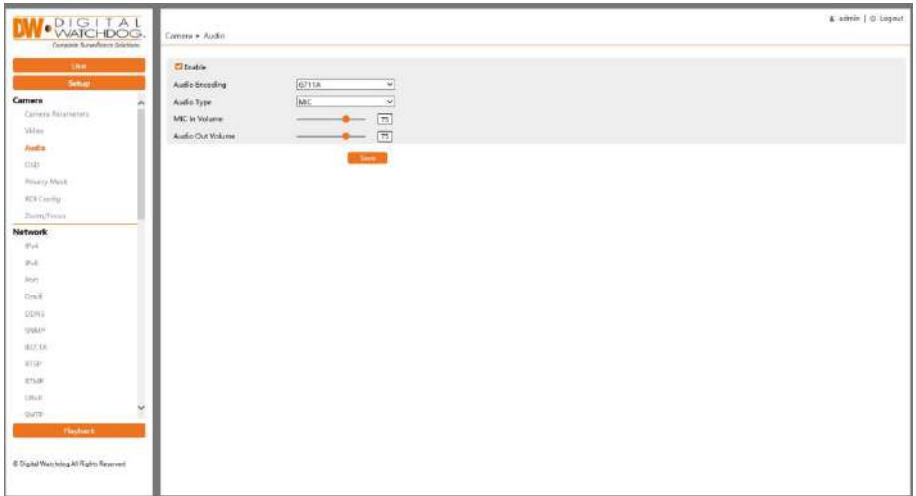 DW DIGITAL
WATCHDOG.
Complete Surveillance Solutions
admin | Logout
Camera ► Audio
Live
Setup
Camera
Camera Parameters
Video
Audio
OSD
Privacy Mask
ROI Config
Zoom/Focus
Network
IPv4
IPv6
Port
Onvif
DDNS
SNMP
802.1X
RTSP
RTMP
UPnP
SMTP
Playback
© Digital Watchdog All Rights Reserved
Enable
Audio Encoding G711A
Audio Type MIC
MIC In Volume 75
Audio Out Volume 75
Save